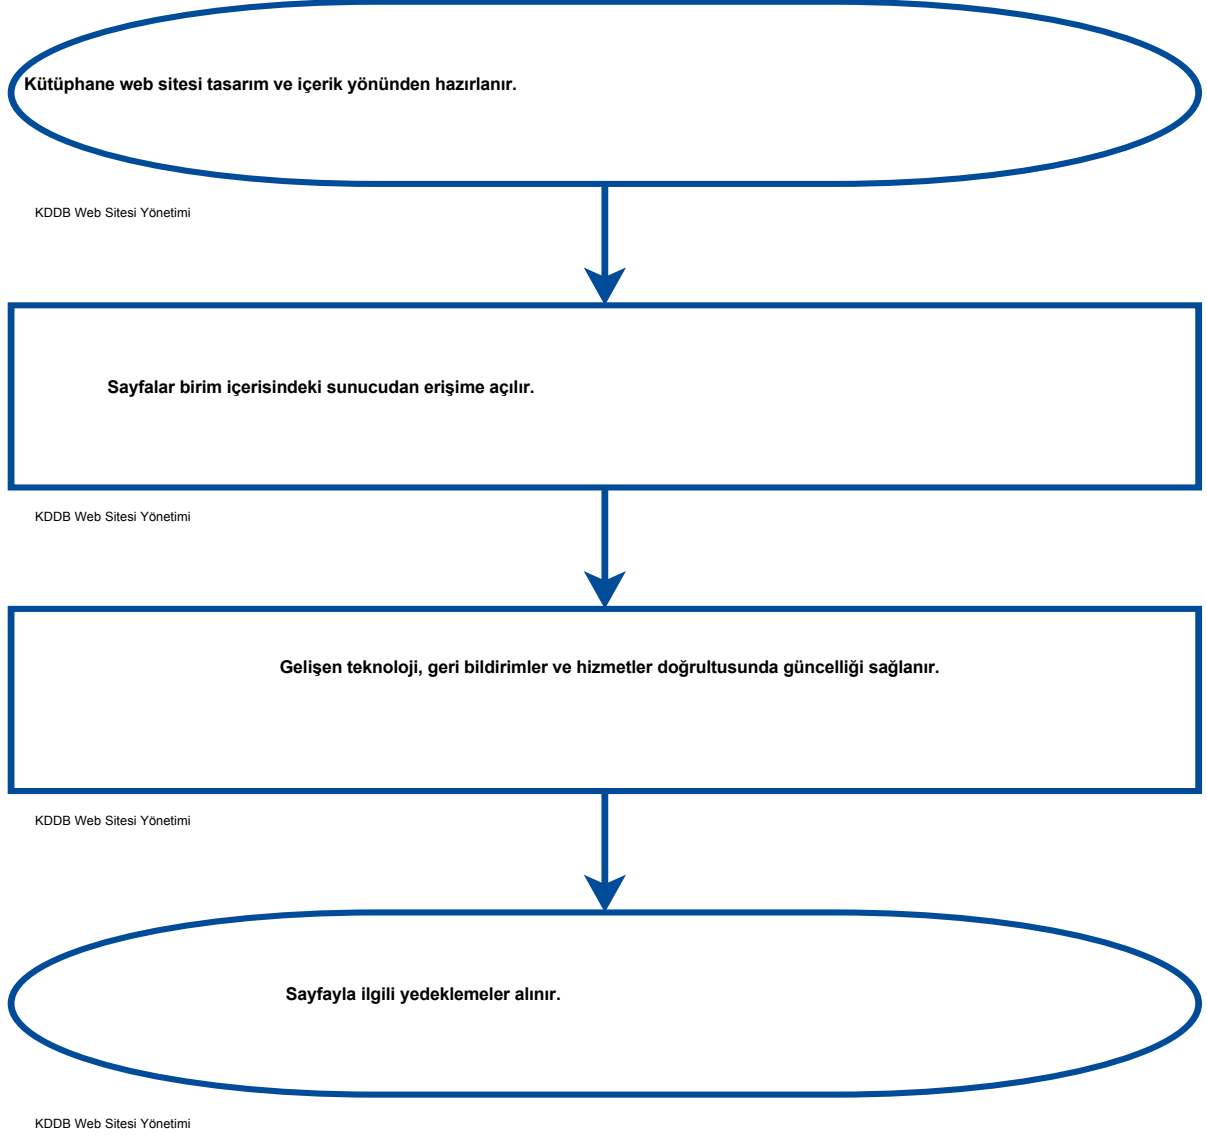 Kütüphane web sitesi tasarım ve içerik yönünden hazırlanır.
KDDB Web Sitesi Yönetimi
Sayfalar birim içerisindeki sunucudan erişime açılır.
KDDB Web Sitesi Yönetimi
Gelişen teknoloji, geri bildirimler ve hizmetler doğrultusunda güncelliği sağlanır.
KDDB Web Sitesi Yönetimi
Sayfayla ilgili yedeklemeler alınır.
KDDB Web Sitesi Yönetimi